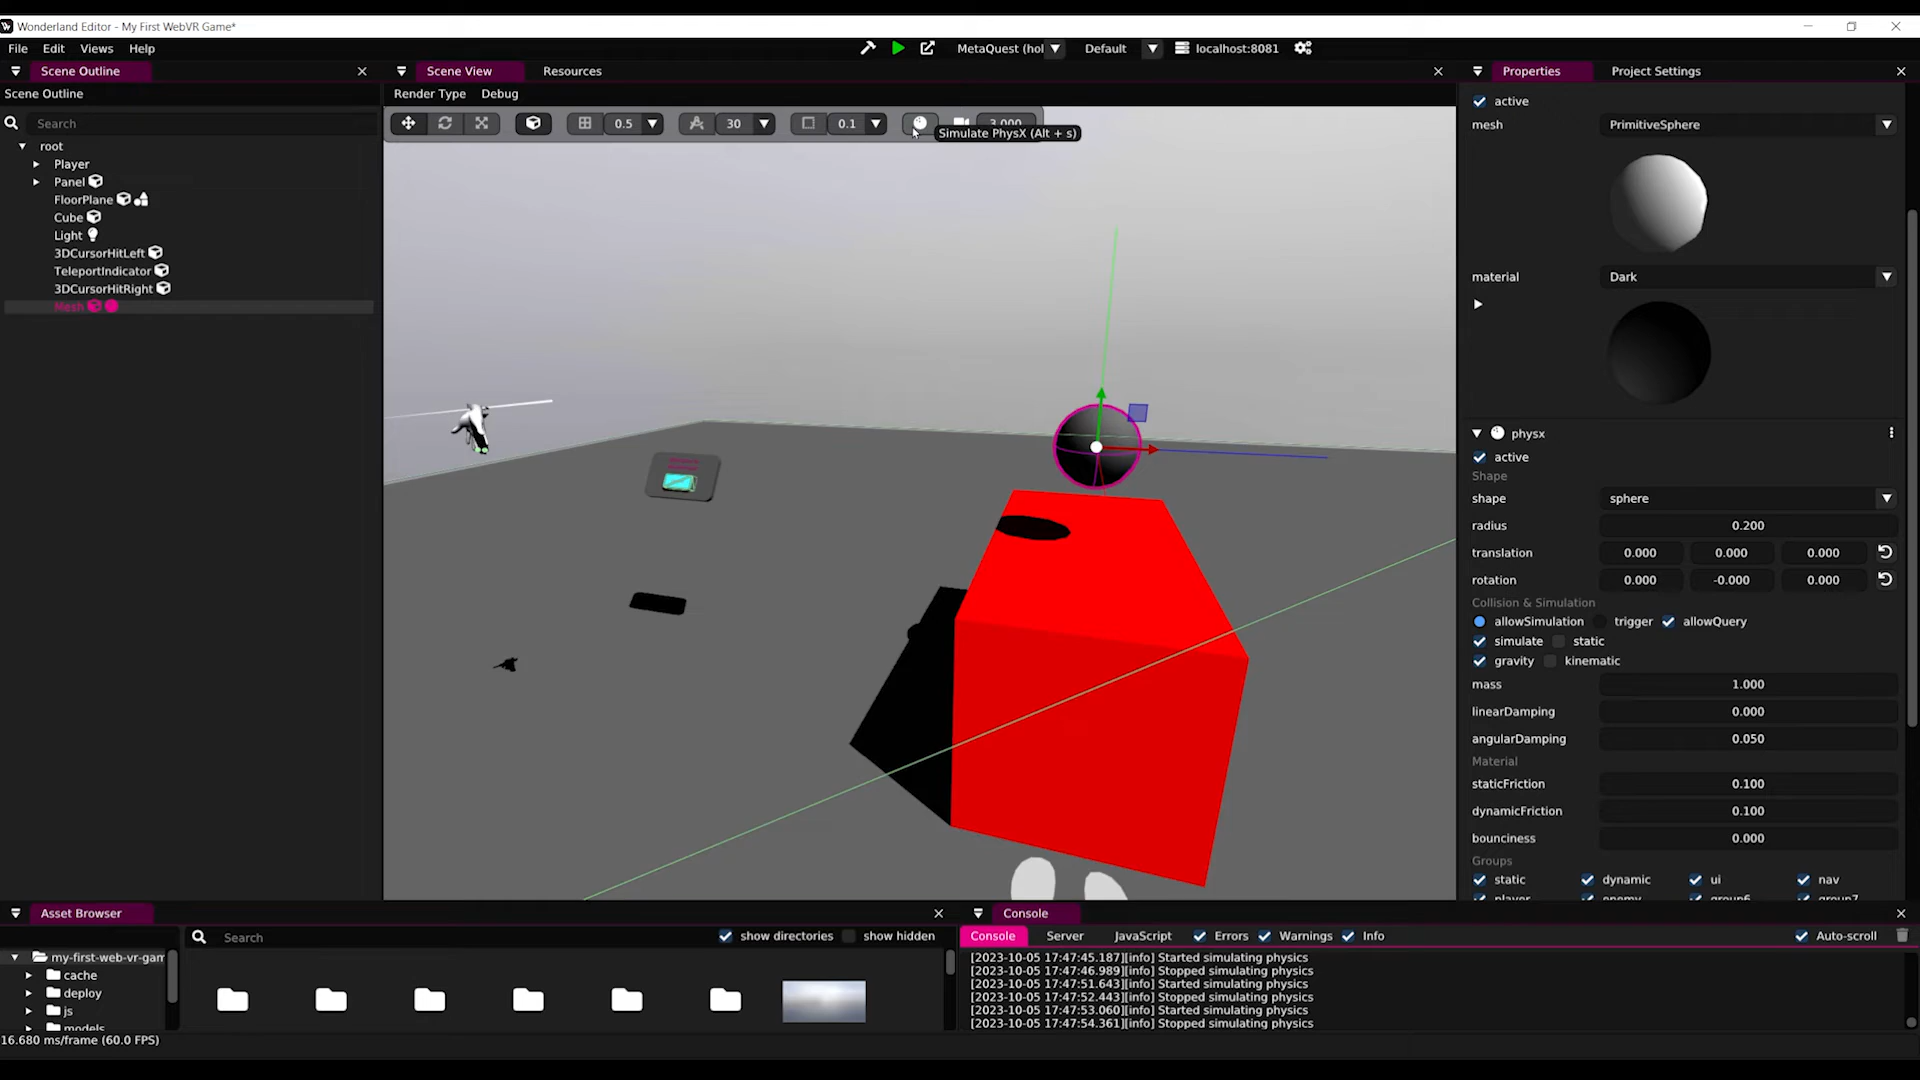 Wonderland Editor - My First WebVR Game*
File Edit Views Help
MetaQuest (hol
Default
localhost:8081
Scene Outline
Scene View
Resources
Properties
Project Settings
Scene Outline
Render Type Debug
Search
0.5
30
0.1
3.000
Simulate PhysX (Alt + s)
root
Player
Panel
FloorPlane
Cube
Light
3DCursorHitLeft
TeleportIndicator
3DCursorHitRight
Mesh
active
mesh PrimitiveSphere
material Dark
physx
active
Shape
shape sphere
radius 0.200
translation 0.000 0.000 0.000
rotation 0.000 -0.000 0.000
Collision & Simulation
allowSimulation trigger allowQuery
simulate static
gravity kinematic
mass 1.000
linearDamping 0.000
angularDamping 0.050
Material
staticFriction 0.100
dynamicFriction 0.100
bounciness 0.000
Groups
static dynamic ui nav
player enemy group6 group7
Asset Browser
Search
show directories show hidden
my-first-web-vr-gam
cache
deploy
js
models
Console
Console Server JavaScript Errors Warnings Info Auto-scroll
[2023-10-05 17:47:45.187][info] Started simulating physics
[2023-10-05 17:47:46.989][info] Stopped simulating physics
[2023-10-05 17:47:51.643][info] Started simulating physics
[2023-10-05 17:47:52.443][info] Stopped simulating physics
[2023-10-05 17:47:53.060][info] Started simulating physics
[2023-10-05 17:47:54.361][info] Stopped simulating physics
16.680 ms/frame (60.0 FPS)